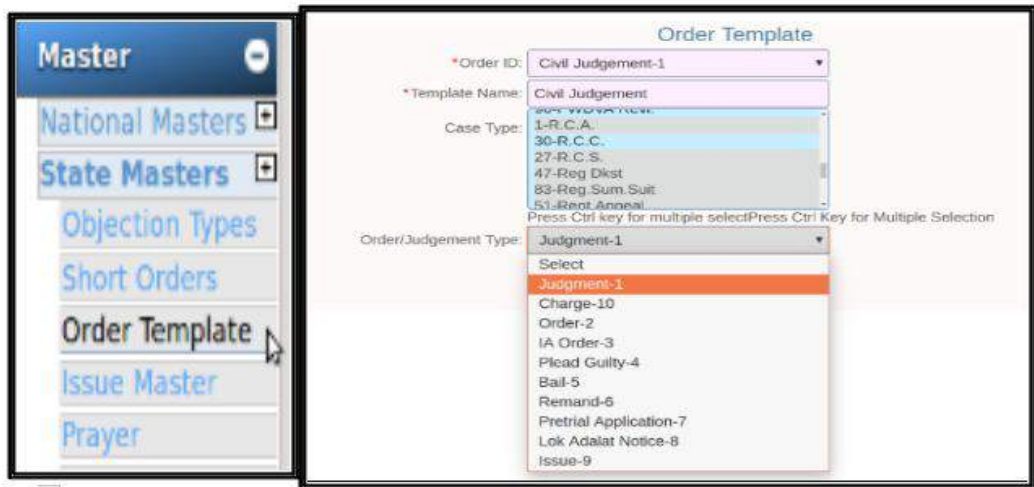 Master
National Masters
State Masters
Objection Types
Short Orders
Order Template
Issue Master
Prayer
Order Template
*Order ID: Civil Judgement-1
*Template Name: Civil Judgement
Case Type:
1-R.C.A.
30-R.C.C.
27-R.C.S.
47-Reg Dkst
83-Reg.Sum.Suit
51-Rent Appeal
Press Ctrl key for multiple selectPress Ctrl Key for Multiple Selection
Order/Judgement Type: Judgment-1
Select
Judgment-1
Charge-10
Order-2
IA Order-3
Plead Guilty-4
Bail-5
Remand-6
Pretrial Application-7
Lok Adalat Notice-8
Issue-9